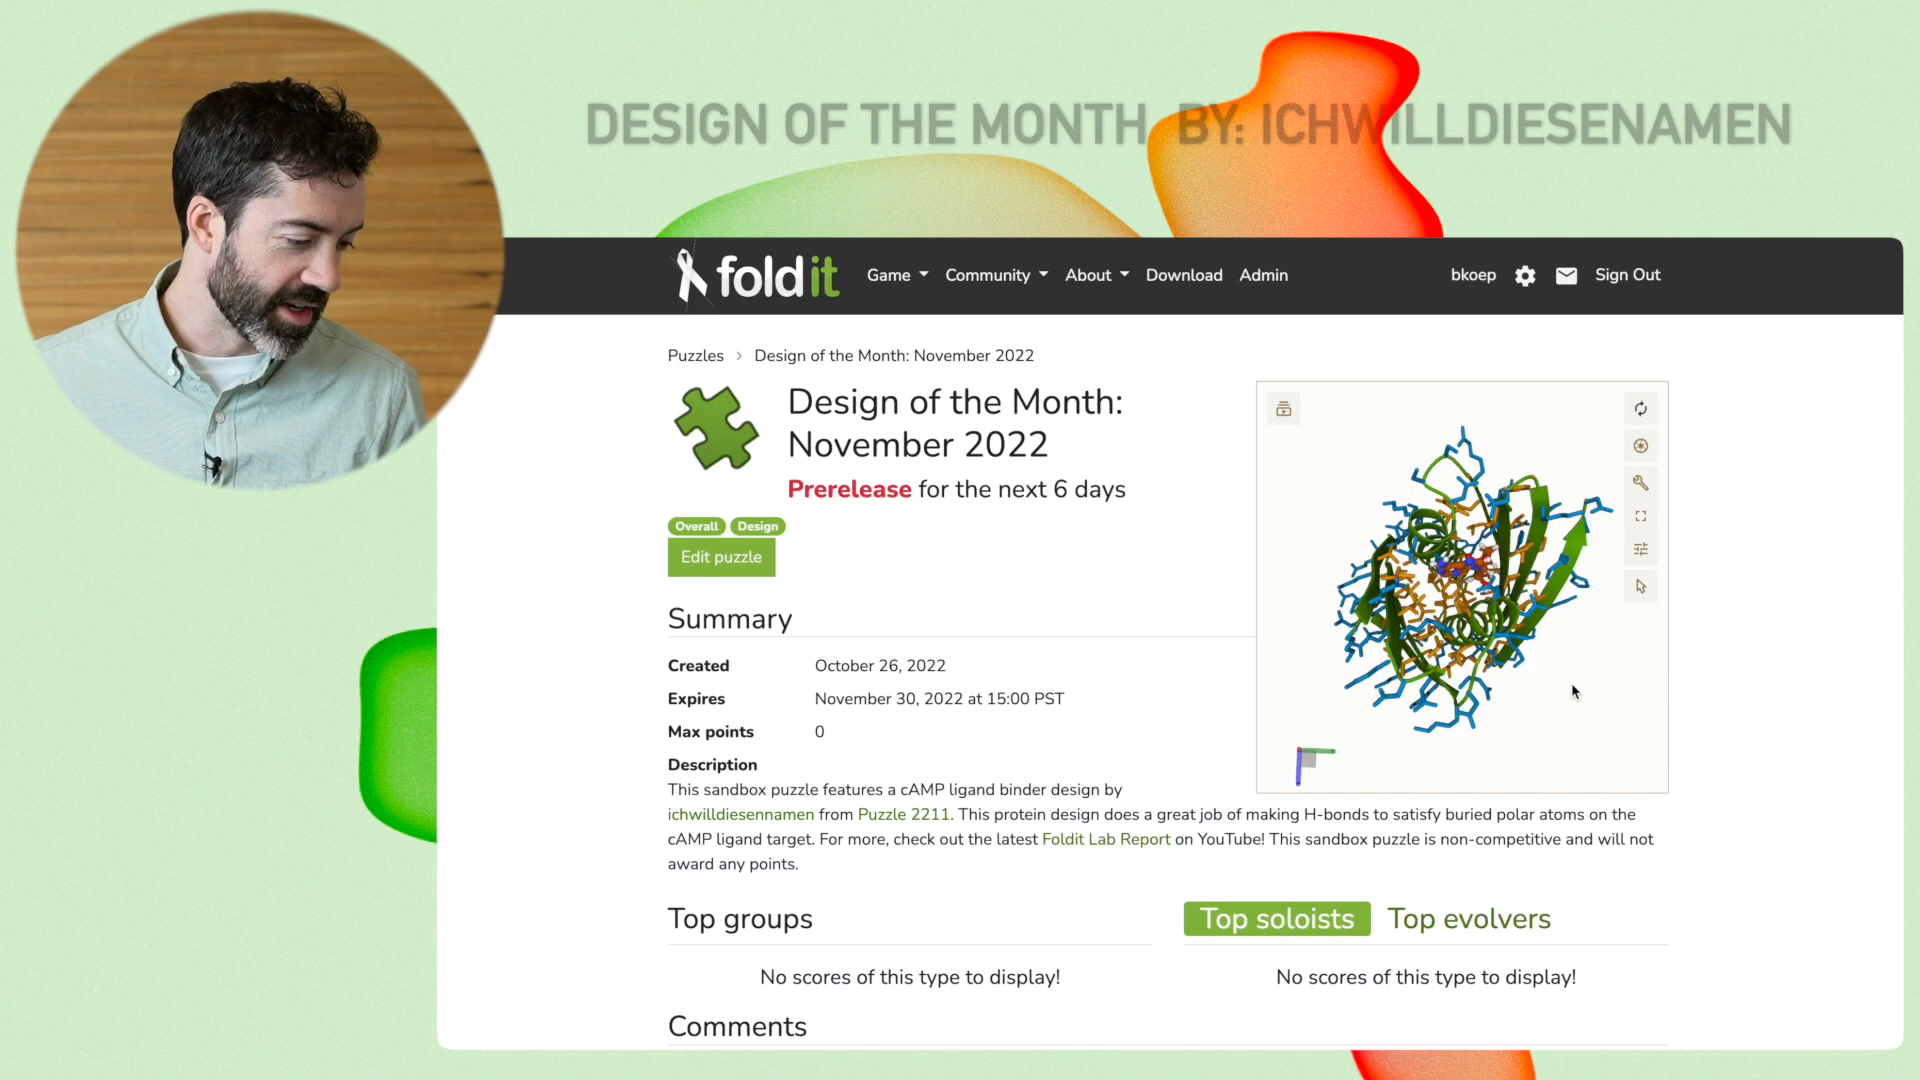 DESIGN OF THE MONTH BY: ICHWILLDIESENAMEN
foldit
Game Community About Download Admin
bkoep Sign Out
Puzzles > Design of the Month: November 2022
Design of the Month:
November 2022
Prerelease for the next 6 days
Overall Design
Edit puzzle
Summary
Created October 26, 2022
Expires November 30, 2022 at 15:00 PST
Max points 0
Description
This sandbox puzzle features a cAMP ligand binder design by
ichwilldiesennamen from Puzzle 2211. This protein design does a great job of making H-bonds to satisfy buried polar atoms on the
cAMP ligand target. For more, check out the latest Foldit Lab Report on YouTube! This sandbox puzzle is non-competitive and will not
award any points.
Top groups
Top soloists Top evolvers
No scores of this type to display!
No scores of this type to display!
Comments